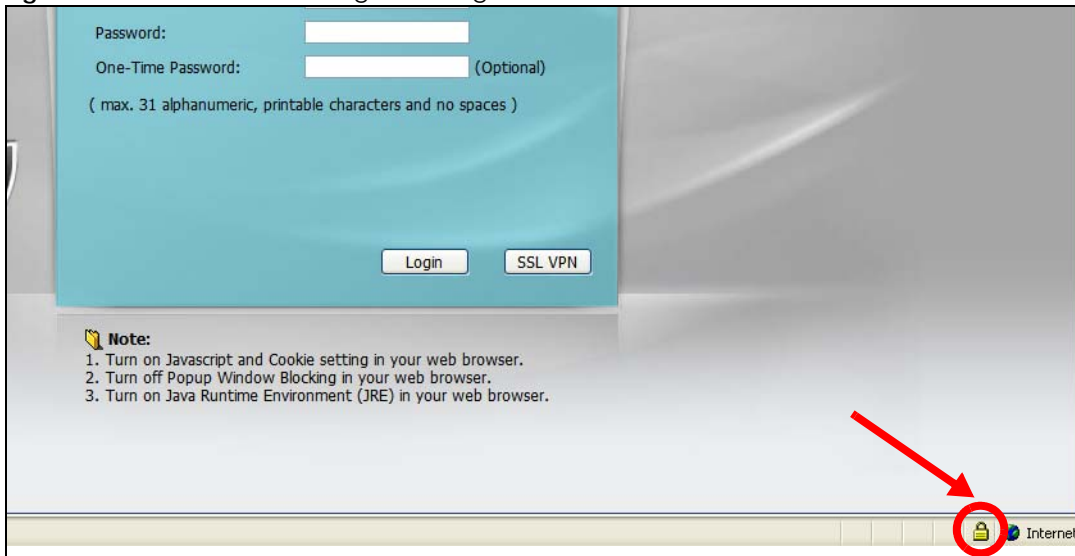 Password:
One-Time Password: (Optional)
( max. 31 alphanumeric, printable characters and no spaces )
Login SSL VPN
Note:
1. Turn on Javascript and Cookie setting in your web browser.
2. Turn off Popup Window Blocking in your web browser.
3. Turn on Java Runtime Environment (JRE) in your web browser.
Internet